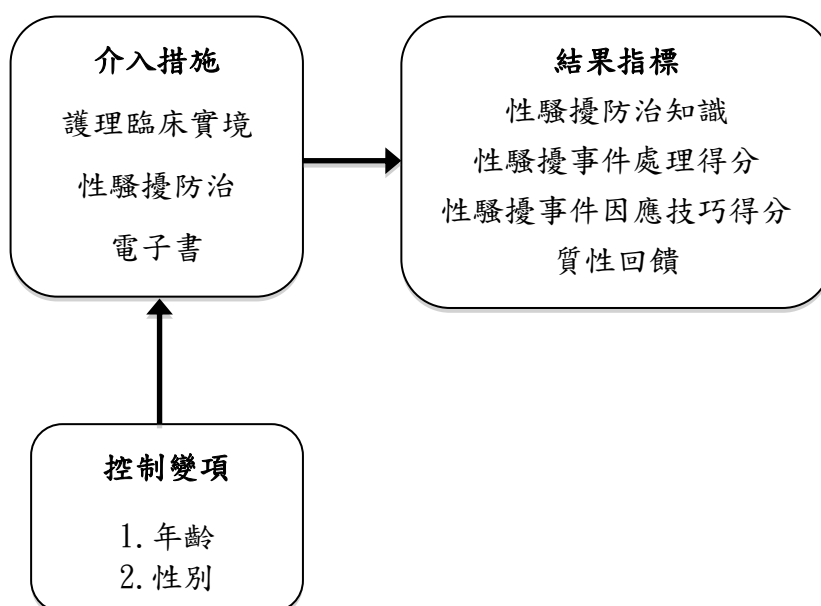 介入措施
護理臨床實境
性騷擾防治
電子書
結果指標
性騷擾防治知識
性騷擾事件處理得分
性騷擾事件因應技巧得分
質性回饋
控制變項
1. 年齡
2. 性別